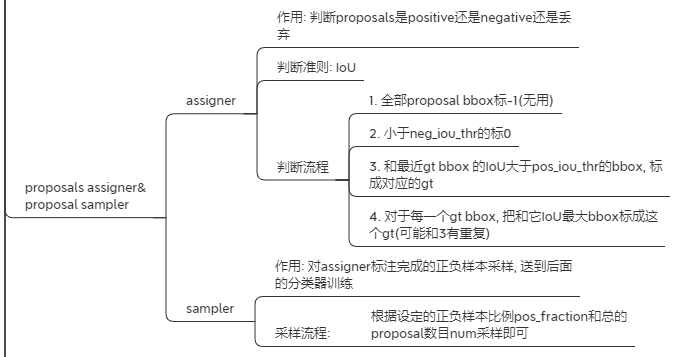 proposals assigner&
proposal sampler
assigner
作用: 判断proposals是positive还是negative还是丢
弃
判断准则: IoU
判断流程
1. 全部proposal bbox标-1(无用)
2. 小于neg_iou_thr的标0
3. 和最近gt bbox 的IoU大于pos_iou_thr的bbox, 标
成对应的gt
4. 对于每一个gt bbox, 把和它IoU最大bbox标成这
个gt(可能和3有重复)
sampler
作用: 对assigner标注完成的正负样本采样, 送到后面
的分类器训练
采样流程:
根据设定的正负样本比例pos_fraction和总的
proposal数目num采样即可